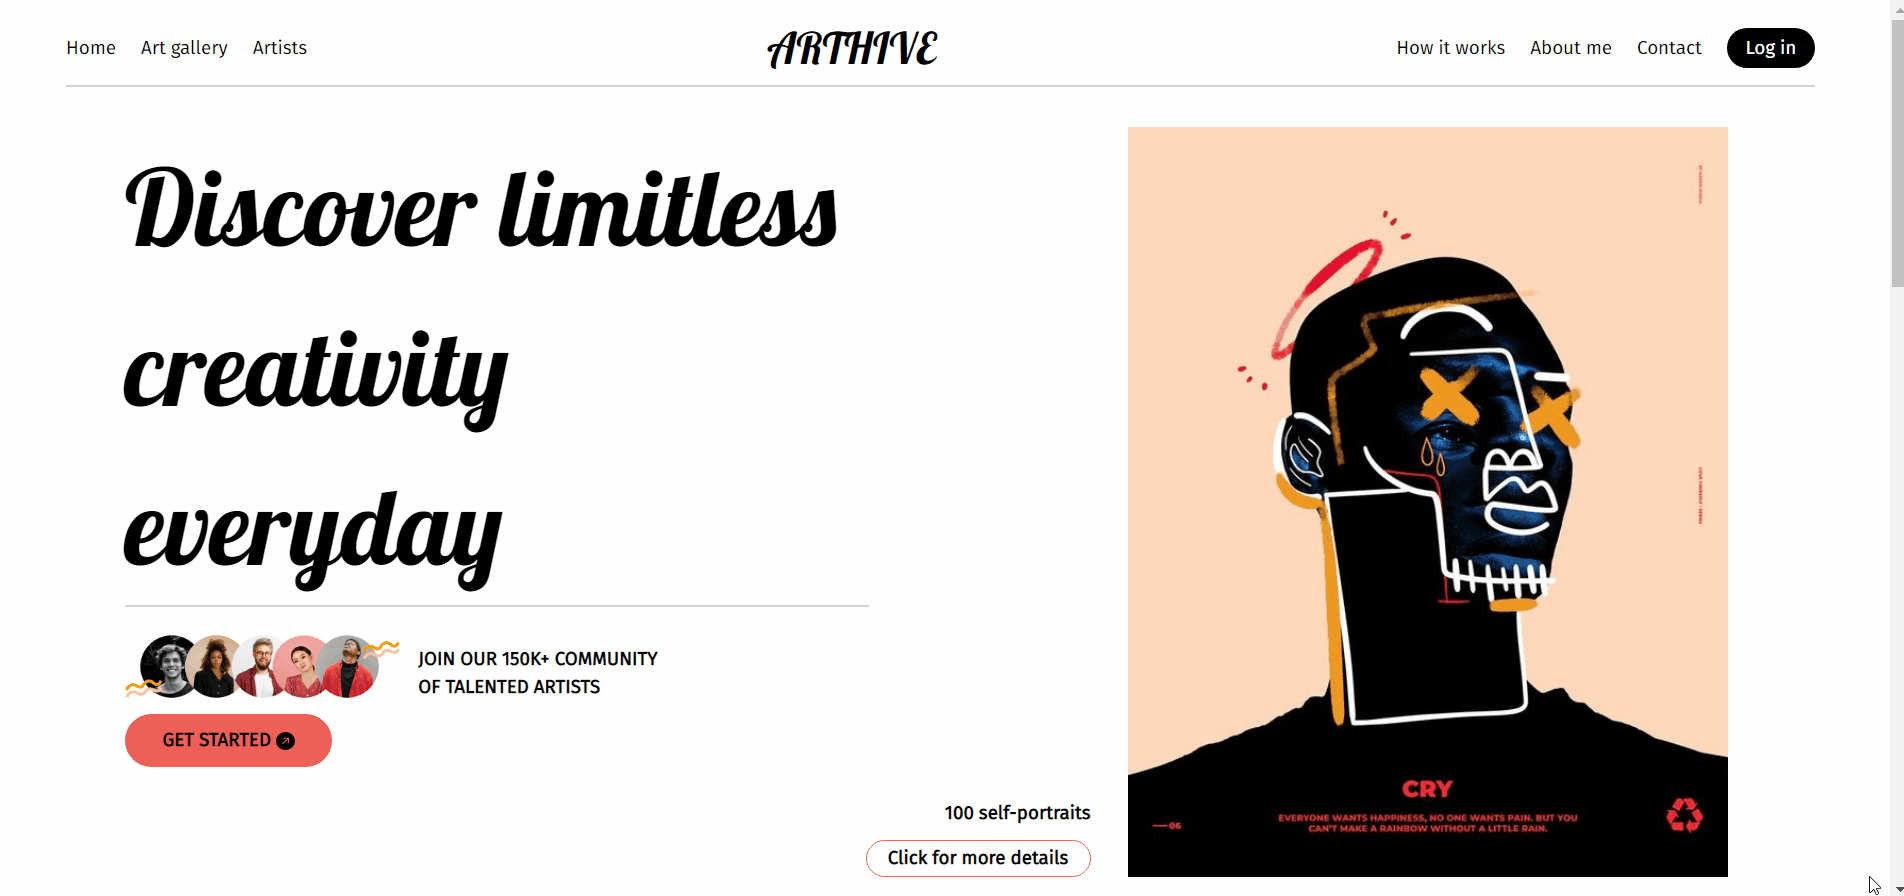 Home Art gallery Artists
ARTHIVE
How it works About me Contact Log in
Discover limitless
creativity
everyday
JOIN OUR 150K+ COMMUNITY
OF TALENTED ARTISTS
GET STARTED
100 self-portraits
Click for more details
CRY
EVERYONE WANTS HAPPINESS, NO ONE WANTS PAIN. BUT YOU
CAN'T MAKE A RAINBOW WITHOUT A LITTLE RAIN.
06